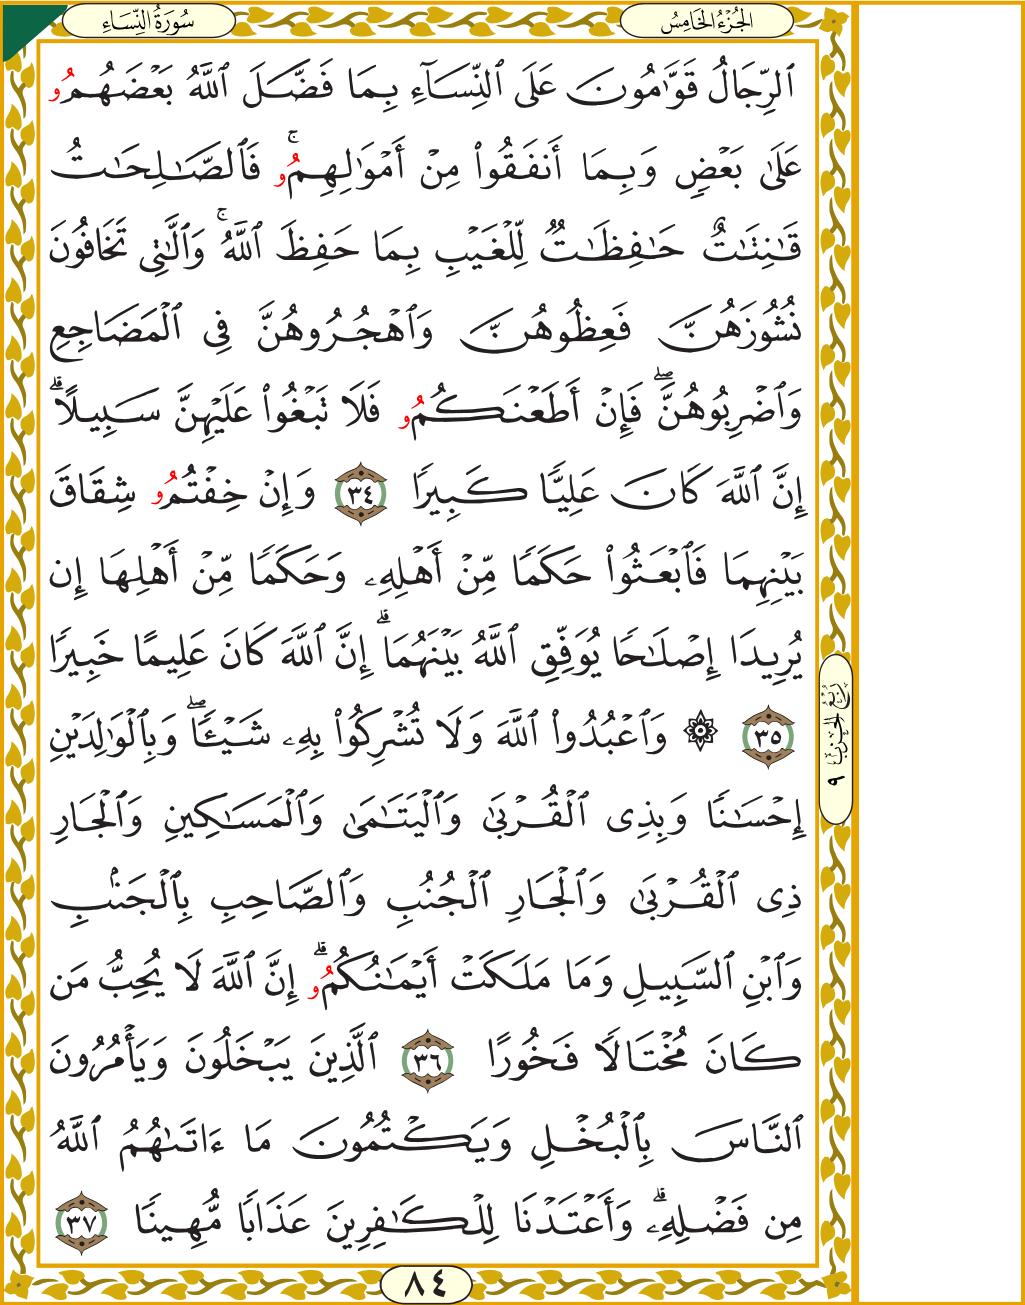 سُورَةُ النِّسَاءِ
الجُزْءُ الخَامِسُ
ٱلرِّجَالُ قَوَّٰمُونَ عَلَى ٱلنِّسَآءِ بِمَا فَضَّلَ ٱللَّهُ بَعۡضَهُمُۥ
عَلَىٰ بَعۡضٖ وَبِمَآ أَنفَقُواْ مِنۡ أَمۡوَٰلِهِمُۥۚ فَٱلصَّٰلِحَٰتُ
قَٰنِتَٰتٌ حَٰفِظَٰتٞ لِّلۡغَيۡبِ بِمَا حَفِظَ ٱللَّهُۚ وَٱلَّٰتِي تَخَافُونَ
نُشُوزَهُنَّ فَعِظُوهُنَّ وَٱهۡجُرُوهُنَّ فِي ٱلۡمَضَاجِعِ
وَٱضۡرِبُوهُنَّۖ فَإِنۡ أَطَعۡنَكُمُۥ فَلَا تَبۡغُواْ عَلَيۡهِنَّ سَبِيلًاۗ
إِنَّ ٱللَّهَ كَانَ عَلِيّٗا كَبِيرٗا ٣٤ وَإِنۡ خِفۡتُمُۥ شِقَاقَ
بَيۡنِهِمَا فَٱبۡعَثُواْ حَكَمٗا مِّنۡ أَهۡلِهِۦ وَحَكَمٗا مِّنۡ أَهۡلِهَا إِن
يُرِيدَآ إِصۡلَٰحٗا يُوَفِّقِ ٱللَّهُ بَيۡنَهُمَاۗ إِنَّ ٱللَّهَ كَانَ عَلِيمًا خَبِيرٗا
٣٥ ۞ وَٱعۡبُدُواْ ٱللَّهَ وَلَا تُشۡرِكُواْ بِهِۦ شَيۡـٔٗاۖ وَبِٱلۡوَٰلِدَيۡنِ
إِحۡسَٰنٗا وَبِذِي ٱلۡقُرۡبَىٰ وَٱلۡيَتَٰمَىٰ وَٱلۡمَسَٰكِينِ وَٱلۡجَارِ
ذِي ٱلۡقُرۡبَىٰ وَٱلۡجَارِ ٱلۡجُنُبِ وَٱلصَّاحِبِ بِٱلۡجَنۢبِ
وَٱبۡنِ ٱلسَّبِيلِ وَمَا مَلَكَتۡ أَيۡمَٰنُكُمُۥۗ إِنَّ ٱللَّهَ لَا يُحِبُّ مَن
كَانَ مُخۡتَالٗا فَخُورًا ٣٦ ٱلَّذِينَ يَبۡخَلُونَ وَيَأۡمُرُونَ
ٱلنَّاسَ بِٱلۡبُخۡلِ وَيَكۡتُمُونَ مَآ ءَاتَىٰهُمُ ٱللَّهُ
مِن فَضۡلِهِۦۗ وَأَعۡتَدۡنَا لِلۡكَٰفِرِينَ عَذَابٗا مُّهِينٗا ٣٧
رُبْعُ الحِزْب ٩
٨٤